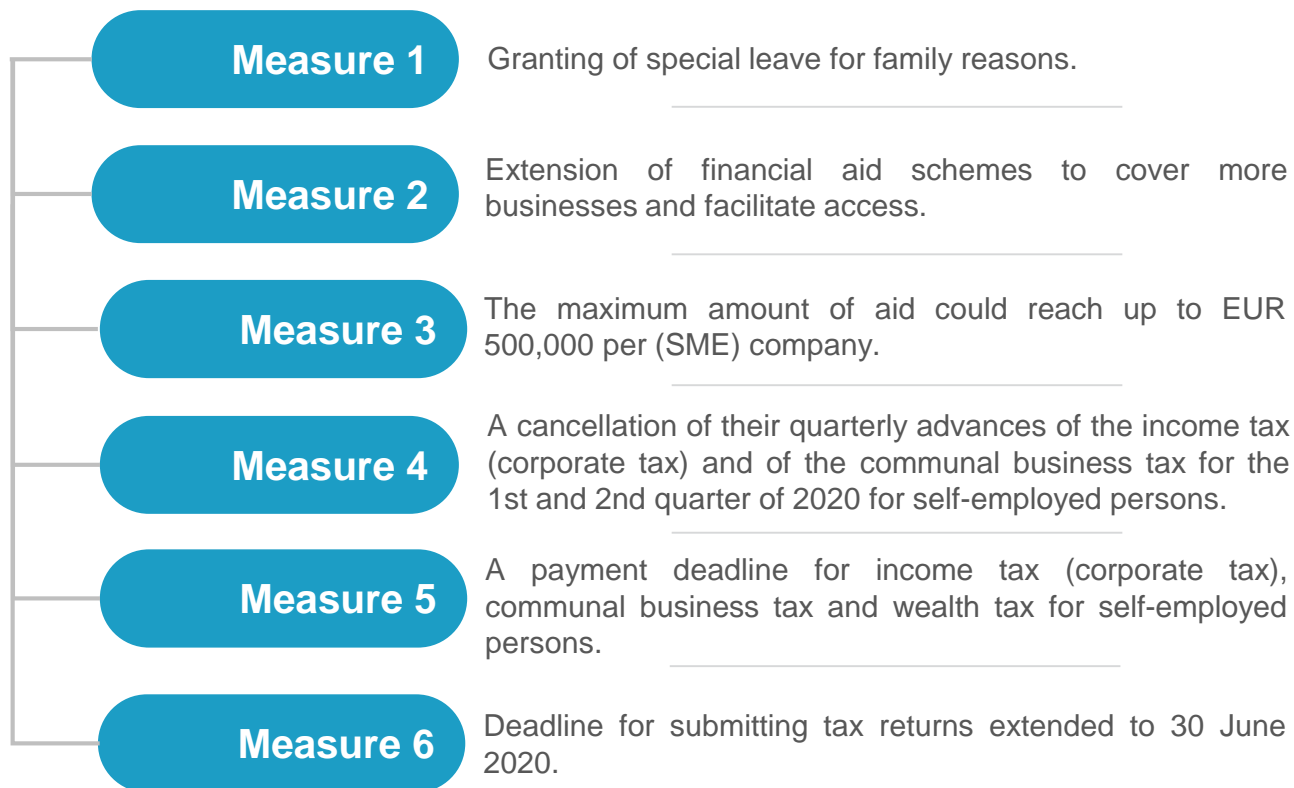 Measure 1
Granting of special leave for family reasons.
Measure 2
Extension of financial aid schemes to cover more
businesses and facilitate access.
Measure 3
The maximum amount of aid could reach up to EUR
500,000 per (SME) company.
Measure 4
A cancellation of their quarterly advances of the income tax
(corporate tax) and of the communal business tax for the
1st and 2nd quarter of 2020 for self-employed persons.
Measure 5
A payment deadline for income tax (corporate tax),
communal business tax and wealth tax for self-employed
persons.
Measure 6
Deadline for submitting tax returns extended to 30 June
2020.